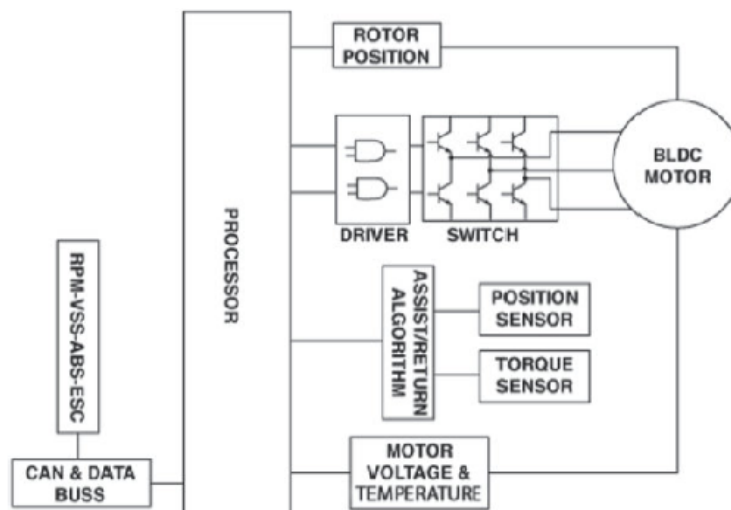 ROTOR
POSITION
BLDC
MOTOR
DRIVER
SWITCH
PROCESSOR
RPM-VSS-ABS-ESC
ASSIST/RETURN
ALGORITHM
POSITION
SENSOR
TORQUE
SENSOR
CAN & DATA
BUSS
MOTOR
VOLTAGE &
TEMPERATURE